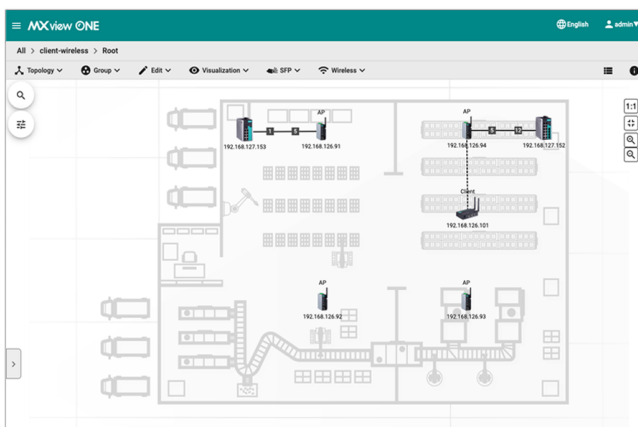 MXview ONE
English
admin
All > client-wireless > Root
Topology
Group
Edit
Visualization
SFP
Wireless
1:1
AP
192.168.127.153
1
192.168.126.91
AP
192.168.126.94
192.168.127.152
Client
192.168.126.101
AP
192.168.126.92
AP
192.168.126.93